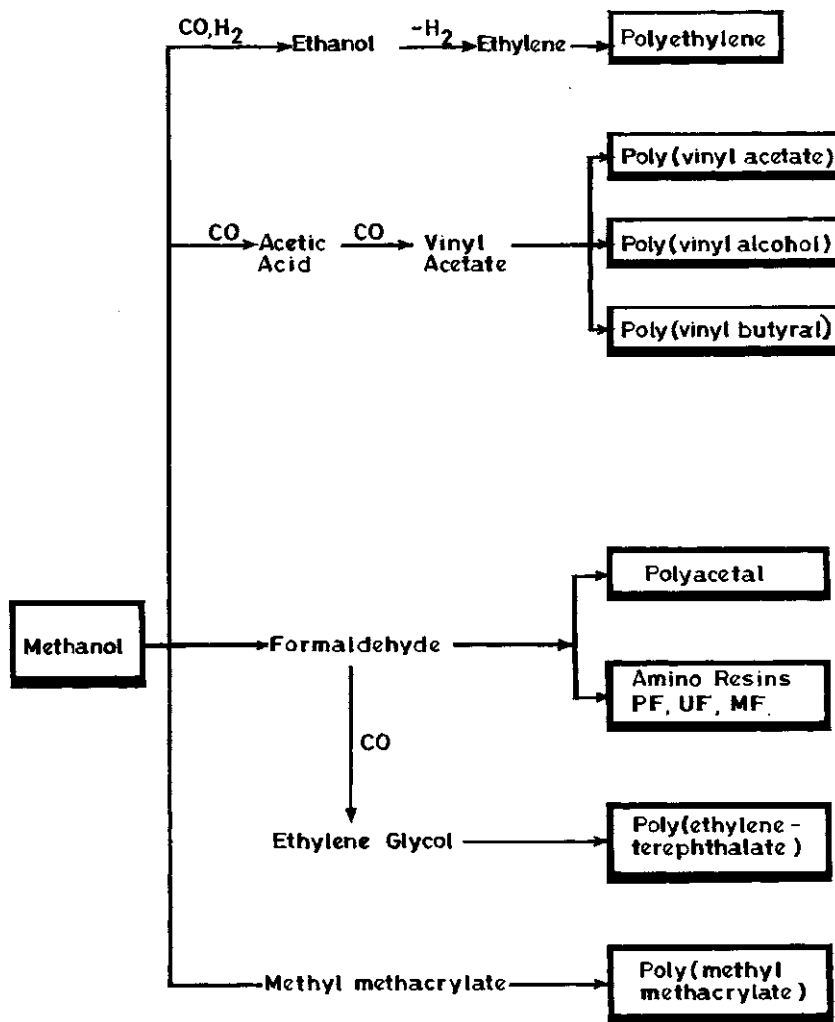 CO,H2
Ethanol
-H2
Ethylene
Polyethylene
Poly(vinyl acetate)
CO
Acetic
Acid
CO
Vinyl
Acetate
Poly(vinyl alcohol)
Poly(vinyl butyral)
Polyacetal
Methanol
Formaldehyde
Amino Resins
PF, UF, MF.
CO
Ethylene Glycol
Poly(ethylene-
terephthalate)
Methyl methacrylate
Poly(methyl
methacrylate)